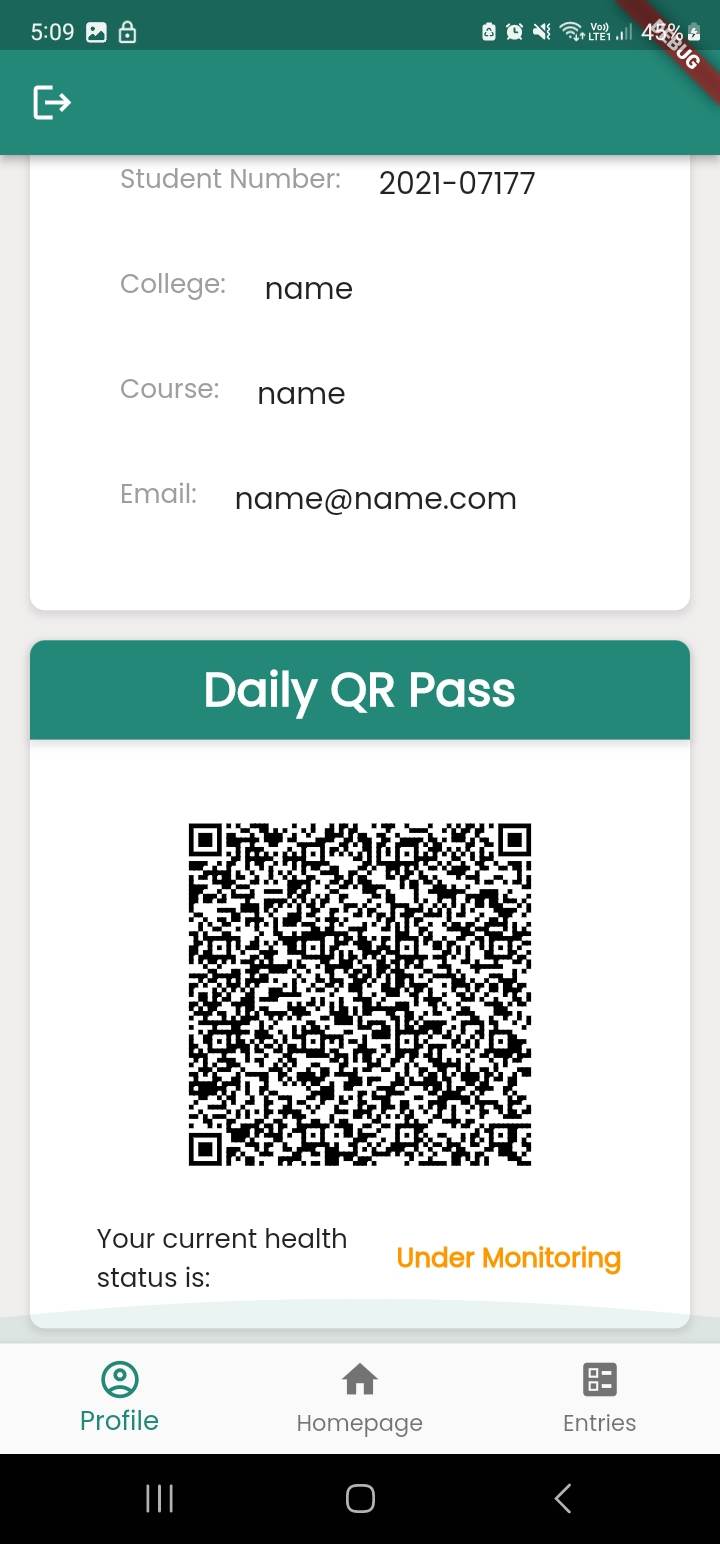 5:09
Vo))
LTE1
45%
DEBUG
Student Number: 2021-07177
College: name
Course: name
Email: name@name.com
Daily QR Pass
Your current health
status is:
Under Monitoring
Profile
Homepage
Entries